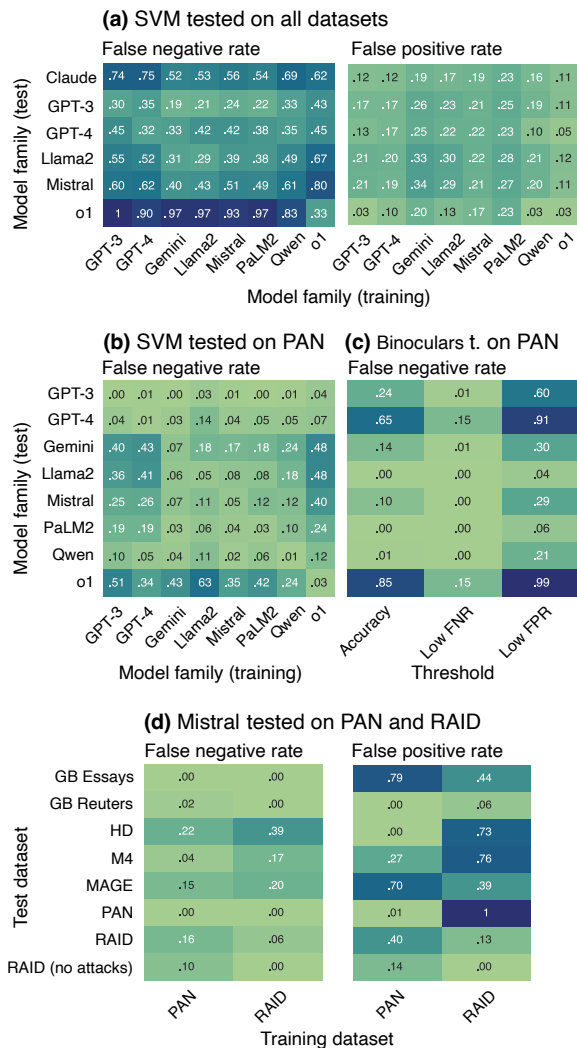 (a) SVM tested on all datasets
False negative rate
False positive rate
Model family (test)
Claude .74 .75 .52 .53 .56 .54 .69 .62 .12 .12 .19 .17 .19 .23 .16 .11
GPT-3 .30 .35 .19 .21 .24 .22 .33 .43 .17 .17 .26 .23 .21 .25 .19 .11
GPT-4 .45 .32 .33 .42 .42 .38 .35 .45 .13 .17 .25 .22 .22 .23 .10 .05
Llama2 .55 .52 .31 .29 .39 .38 .49 .67 .21 .20 .33 .30 .22 .28 .21 .12
Mistral .60 .62 .40 .43 .51 .49 .61 .80 .21 .19 .34 .29 .21 .27 .20 .11
o1 1 .90 .97 .97 .93 .97 .83 .33 .03 .10 .20 .13 .17 .23 .03 .03
GPT-3 GPT-4 Gemini Llama2 Mistral PaLM2 Qwen o1 GPT-3 GPT-4 Gemini Llama2 Mistral PaLM2 Qwen o1
Model family (training)
(b) SVM tested on PAN
(c) Binoculars t. on PAN
False negative rate
False negative rate
Model family (test)
GPT-3 .00 .01 .00 .03 .01 .00 .01 .04 .24 .01 .60
GPT-4 .04 .01 .03 .14 .04 .05 .05 .07 .65 .15 .91
Gemini .40 .43 .07 .18 .17 .18 .24 .48 .14 .01 .30
Llama2 .36 .41 .06 .05 .08 .08 .18 .48 .00 .00 .04
Mistral .25 .26 .07 .11 .05 .12 .12 .40 .10 .00 .29
PaLM2 .19 .19 .03 .06 .04 .03 .10 .24 .00 .00 .06
Qwen .10 .05 .04 .11 .02 .06 .01 .12 .01 .00 .21
o1 .51 .34 .43 63 .35 .42 .24 .03 .85 .15 .99
GPT-3 GPT-4 Gemini Llama2 Mistral PaLM2 Qwen o1 Accuracy Low FNR Low FPR
Model family (training)
Threshold
(d) Mistral tested on PAN and RAID
False negative rate
False positive rate
Test dataset
GB Essays .00 .00 .79 .44
GB Reuters .02 .00 .00 .06
HD .22 .39 .00 .73
M4 .04 .17 .27 .76
MAGE .15 .20 .70 .39
PAN .00 .00 .01 1
RAID .16 .06 .40 .13
RAID (no attacks) .10 .00 .14 .00
PAN RAID PAN RAID
Training dataset